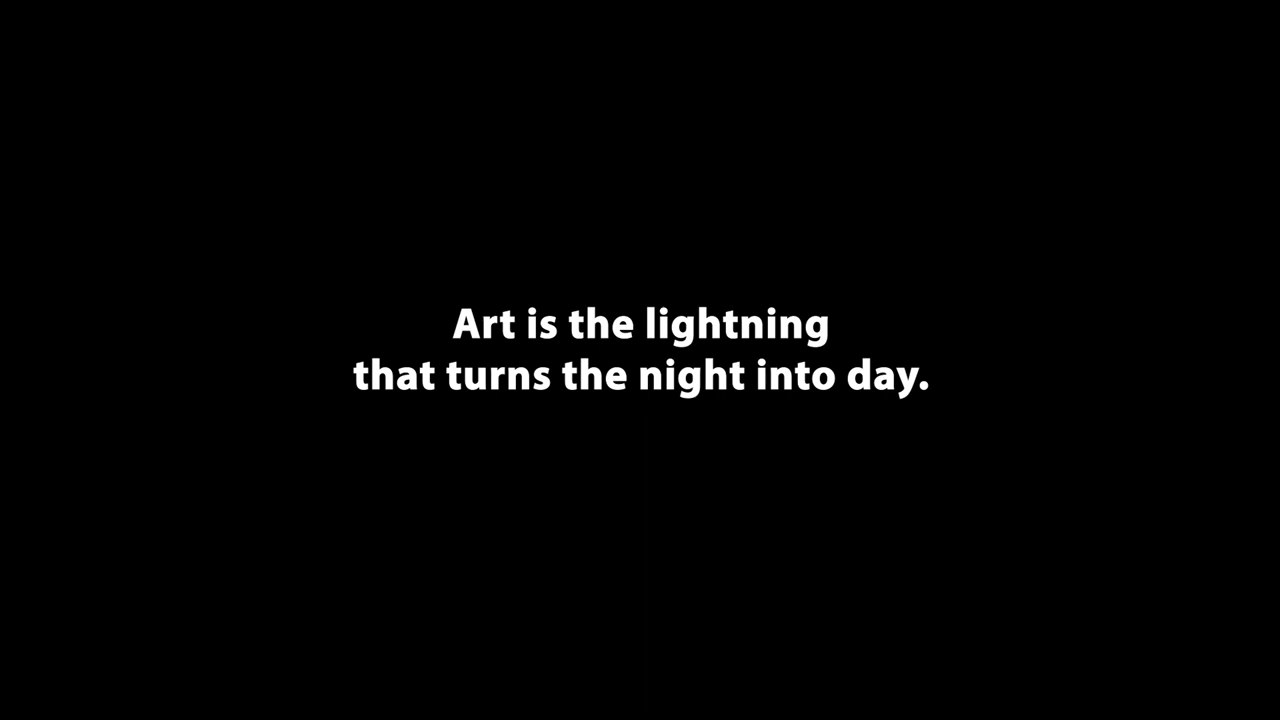 Art is the lightning
that turns the night into day.